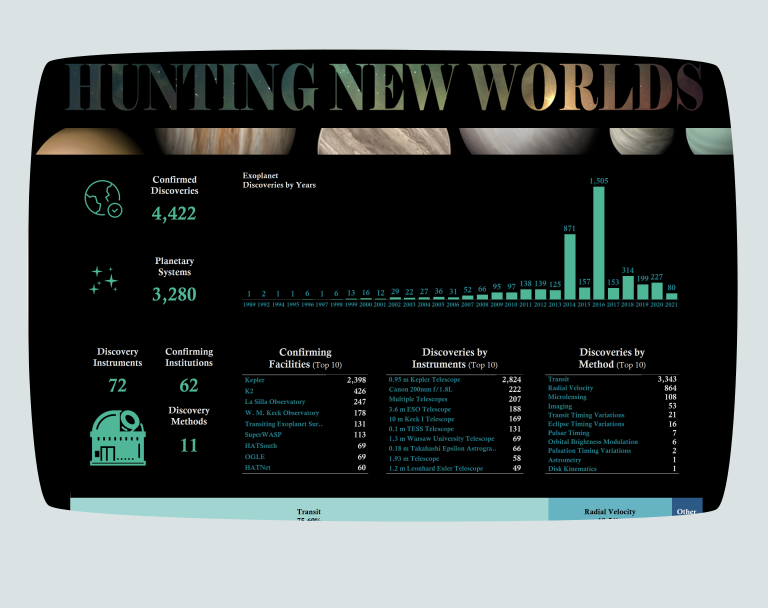 HUNTING NEW WORLDS
Confirmed
Discoveries
4,422
Planetary
Systems
3,280
Exoplanet
Discoveries by Years
1 2 1 1 6 1 6 13 16 12 29 22 27 36 31 52 66 95 97 138 139 125 871 157 1,505 153 314 199 227 80
1989 1992 1994 1995 1996 1997 1998 1999 2000 2001 2002 2003 2004 2005 2006 2007 2008 2009 2010 2011 2012 2013 2014 2015 2016 2017 2018 2019 2020 2021
Discovery
Instruments
72
Confirming
Institutions
62
Discovery
Methods
11
Confirming
Facilities (Top 10)
Kepler 2,398
K2 426
La Silla Observatory 247
W. M. Keck Observatory 178
Transiting Exoplanet Sur.. 131
SuperWASP 113
HATSouth 69
OGLE 69
HATNet 60
Discoveries by
Instruments (Top 10)
0.95 m Kepler Telescope 2,824
Canon 200mm f/1.8L 222
Multiple Telescopes 207
3.6 m ESO Telescope 188
10 m Keck I Telescope 169
0.1 m TESS Telescope 131
1.3 m Warsaw University Telescope 69
0.18 m Takahashi Epsilon Astrogra.. 66
1.93 m Telescope 58
1.2 m Leonhard Euler Telescope 49
Discoveries by
Method (Top 10)
Transit 3,343
Radial Velocity 864
Microlensing 108
Imaging 53
Transit Timing Variations 21
Eclipse Timing Variations 16
Pulsar Timing 7
Orbital Brightness Modulation 6
Pulsation Timing Variations 2
Astrometry 1
Disk Kinematics 1
Transit
Radial Velocity
Other